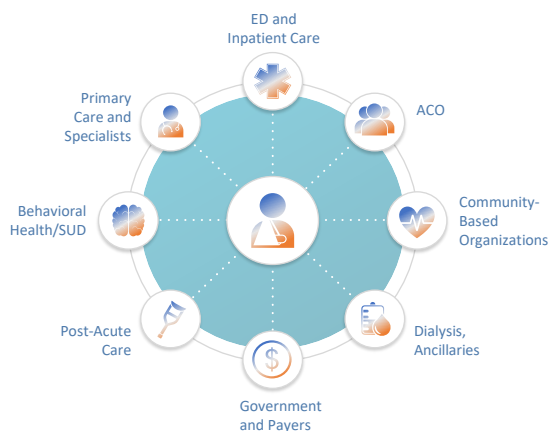 ED and
Inpatient Care
ACO
Community-
Based
Organizations
Dialysis,
Ancillaries
Government
and Payers
Post-Acute
Care
Behavioral
Health/SUD
Primary
Care and
Specialists
$